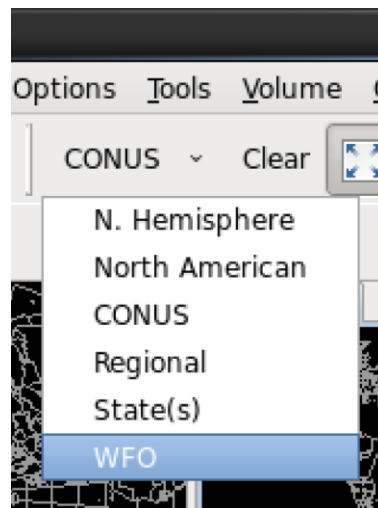 Options Tools Volume
CONUS Clear
N. Hemisphere
North American
CONUS
Regional
State(s)
WFO